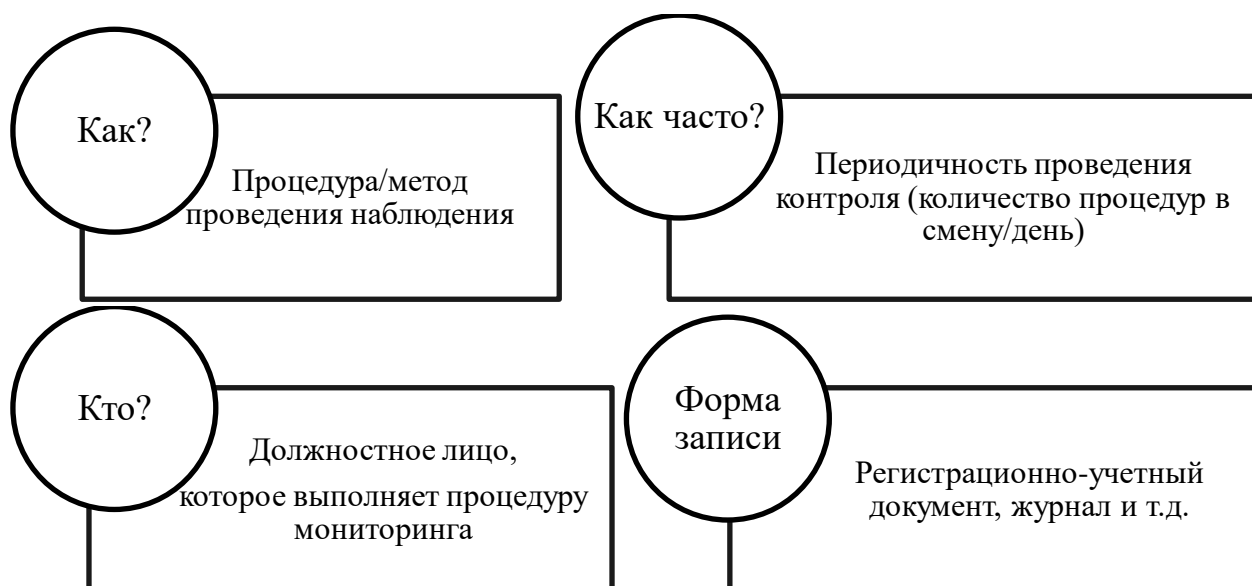 Как?
Процедура/метод
проведения наблюдения
Как часто?
Периодичность проведения
контроля (количество процедур в
смену/день)
Кто?
Должностное лицо,
которое выполняет процедуру
мониторинга
Форма
записи
Регистрационно-учетный
документ, журнал и т.д.